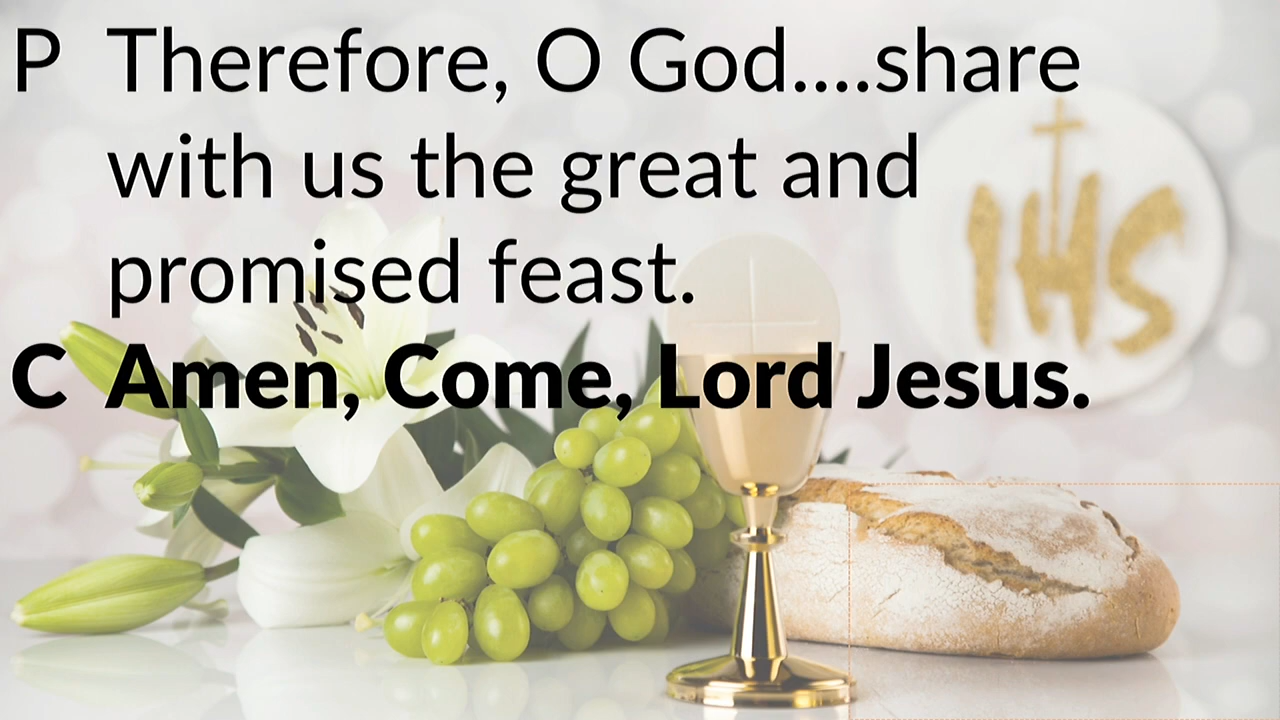 P Therefore, O God....share
with us the great and
promised feast.
C Amen, Come, Lord Jesus.
IHS